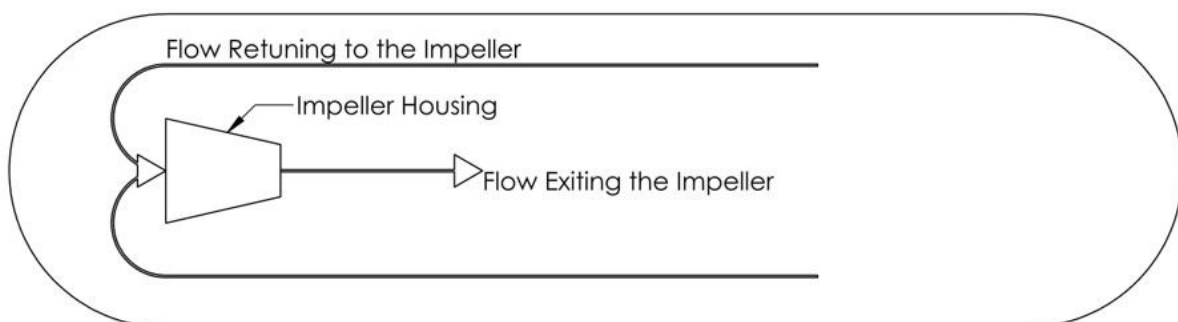 Flow Retuning to the Impeller
Impeller Housing
Flow Exiting the Impeller